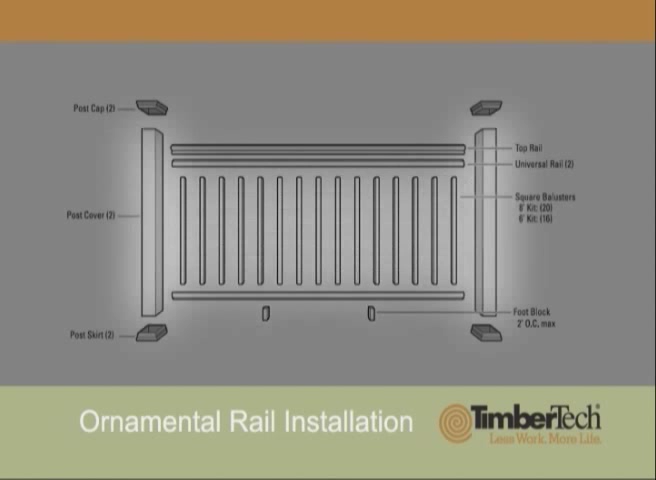 Post Cap (2)
Top Rail
Universal Rail (2)
Square Balusters
8' Kit: (20)
6' Kit: (16)
Post Cover (2)
Foot Block
2' O.C. max
Post Skirt (2)
Ornamental Rail Installation
TimberTech®
Less Work. More Life.